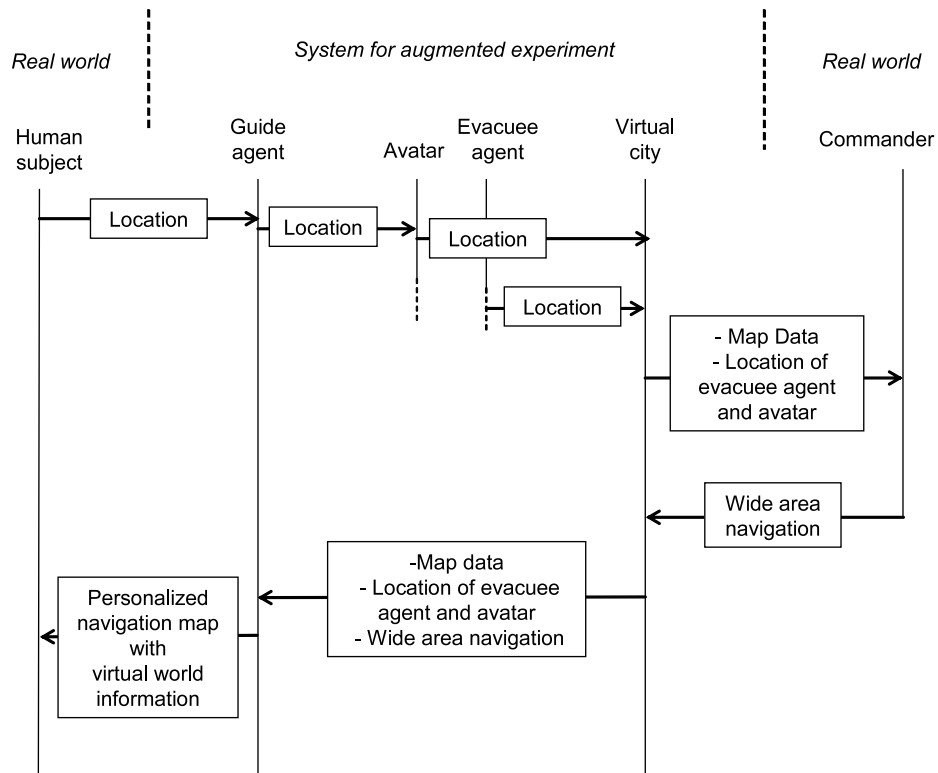 Real world
System for augmented experiment
Real world
Human
subject
Guide
agent
Avatar
Evacuee
agent
Virtual
city
Commander
Location
Location
Location
Location
- Map Data
- Location of
evacuee agent
and avatar
Wide area
navigation
-Map data
- Location of evacuee
agent and avatar
- Wide area navigation
Personalized
navigation map
with
virtual world
information